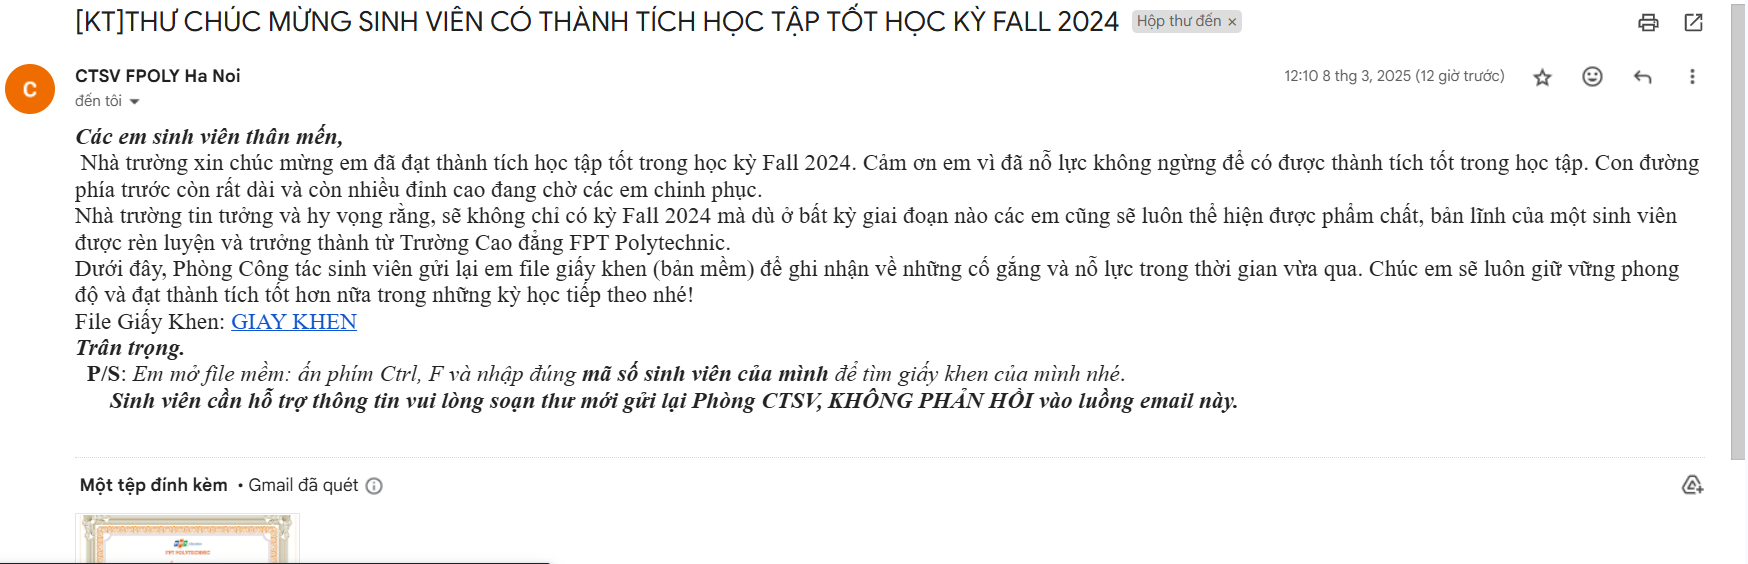 [KT]THƯ CHÚC MỪNG SINH VIÊN CÓ THÀNH TÍCH HỌC TẬP TỐT HỌC KỲ FALL 2024 Hộp thư đến ×
C
CTSV FPOLY Ha Noi
12:10 8 thg 3, 2025 (12 giờ trước)
đến tôi
Các em sinh viên thân mến,
Nhà trường xin chúc mừng em đã đạt thành tích học tập tốt trong học kỳ Fall 2024. Cảm ơn em vì đã nỗ lực không ngừng để có được thành tích tốt trong học tập. Con đường
phía trước còn rất dài và còn nhiều đỉnh cao đang chờ các em chinh phục.
Nhà trường tin tưởng và hy vọng rằng, sẽ không chỉ có kỳ Fall 2024 mà dù ở bất kỳ giai đoạn nào các em cũng sẽ luôn thể hiện được phẩm chất, bản lĩnh của một sinh viên
được rèn luyện và trưởng thành từ Trường Cao đẳng FPT Polytechnic.
Dưới đây, Phòng Công tác sinh viên gửi lại em file giấy khen (bản mềm) để ghi nhận về những cố gắng và nỗ lực trong thời gian vừa qua. Chúc em sẽ luôn giữ vững phong
độ và đạt thành tích tốt hơn nữa trong những kỳ học tiếp theo nhé!
File Giấy Khen: GIAY KHEN
Trân trọng.
P/S: Em mở file mềm: ấn phím Ctrl, F và nhập đúng mã số sinh viên của mình để tìm giấy khen của mình nhé.
Sinh viên cần hỗ trợ thông tin vui lòng soạn thư mới gửi lại Phòng CTSV, KHÔNG PHẢN HỒI vào luồng email này.
Một tệp đính kèm • Gmail đã quét
FPT POLYTECHNIC